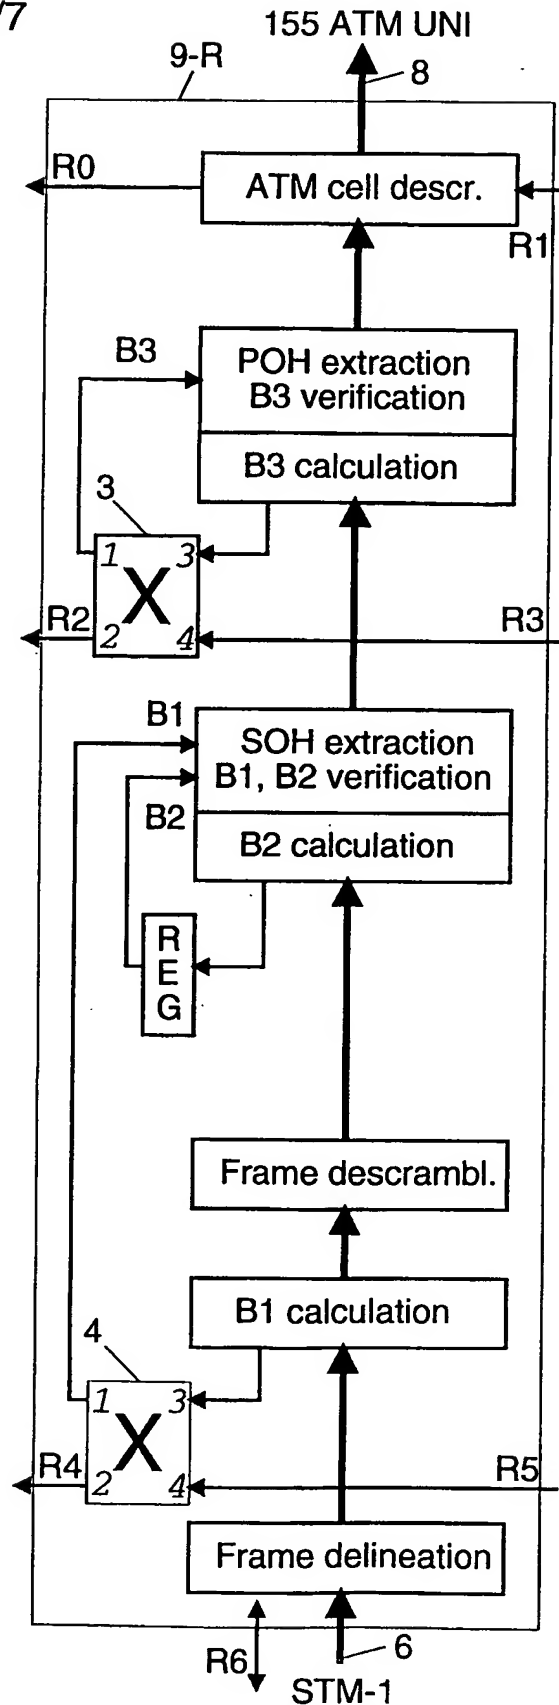 /7
155 ATM UNI
9-R
8
R0
ATM cell descr.
R1
B3
POH extraction
B3 verification
B3 calculation
3
1 3
X
R2
2 4
R3
B1
SOH extraction
B1, B2 verification
B2
B2 calculation
R
E
G
Frame descrambl.
B1 calculation
4
1 3
X
R4
2 4
R5
Frame delineation
R6
6
STM-1